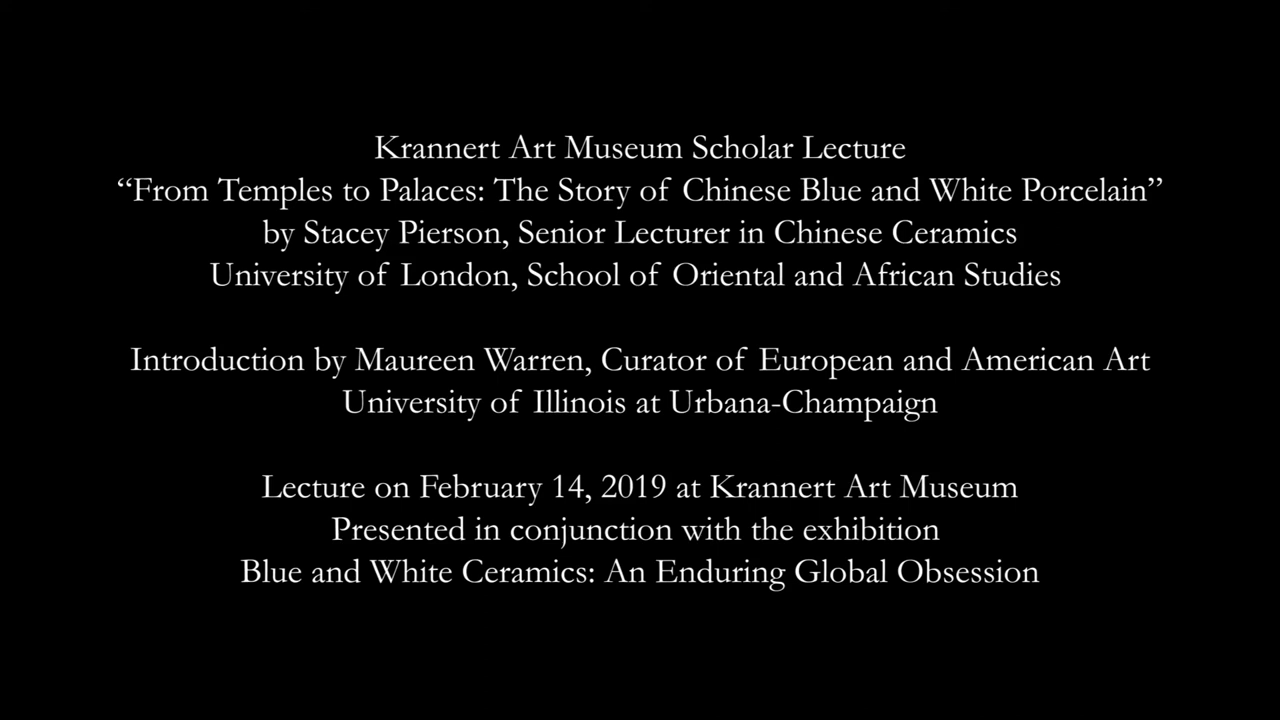 Krannert Art Museum Scholar Lecture
“From Temples to Palaces: The Story of Chinese Blue and White Porcelain”
by Stacey Pierson, Senior Lecturer in Chinese Ceramics
University of London, School of Oriental and African Studies
Introduction by Maureen Warren, Curator of European and American Art
University of Illinois at Urbana-Champaign
Lecture on February 14, 2019 at Krannert Art Museum
Presented in conjunction with the exhibition
Blue and White Ceramics: An Enduring Global Obsession